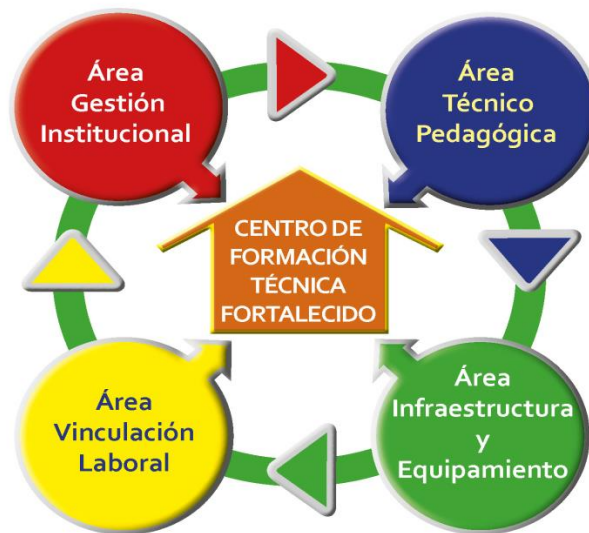 Área
Gestión
Institucional
Área
Técnico
Pedagógica
CENTRO DE
FORMACIÓN
TÉCNICA
FORTALECIDO
Área
Vinculación
Laboral
Área
Infraestructura
y
Equipamiento